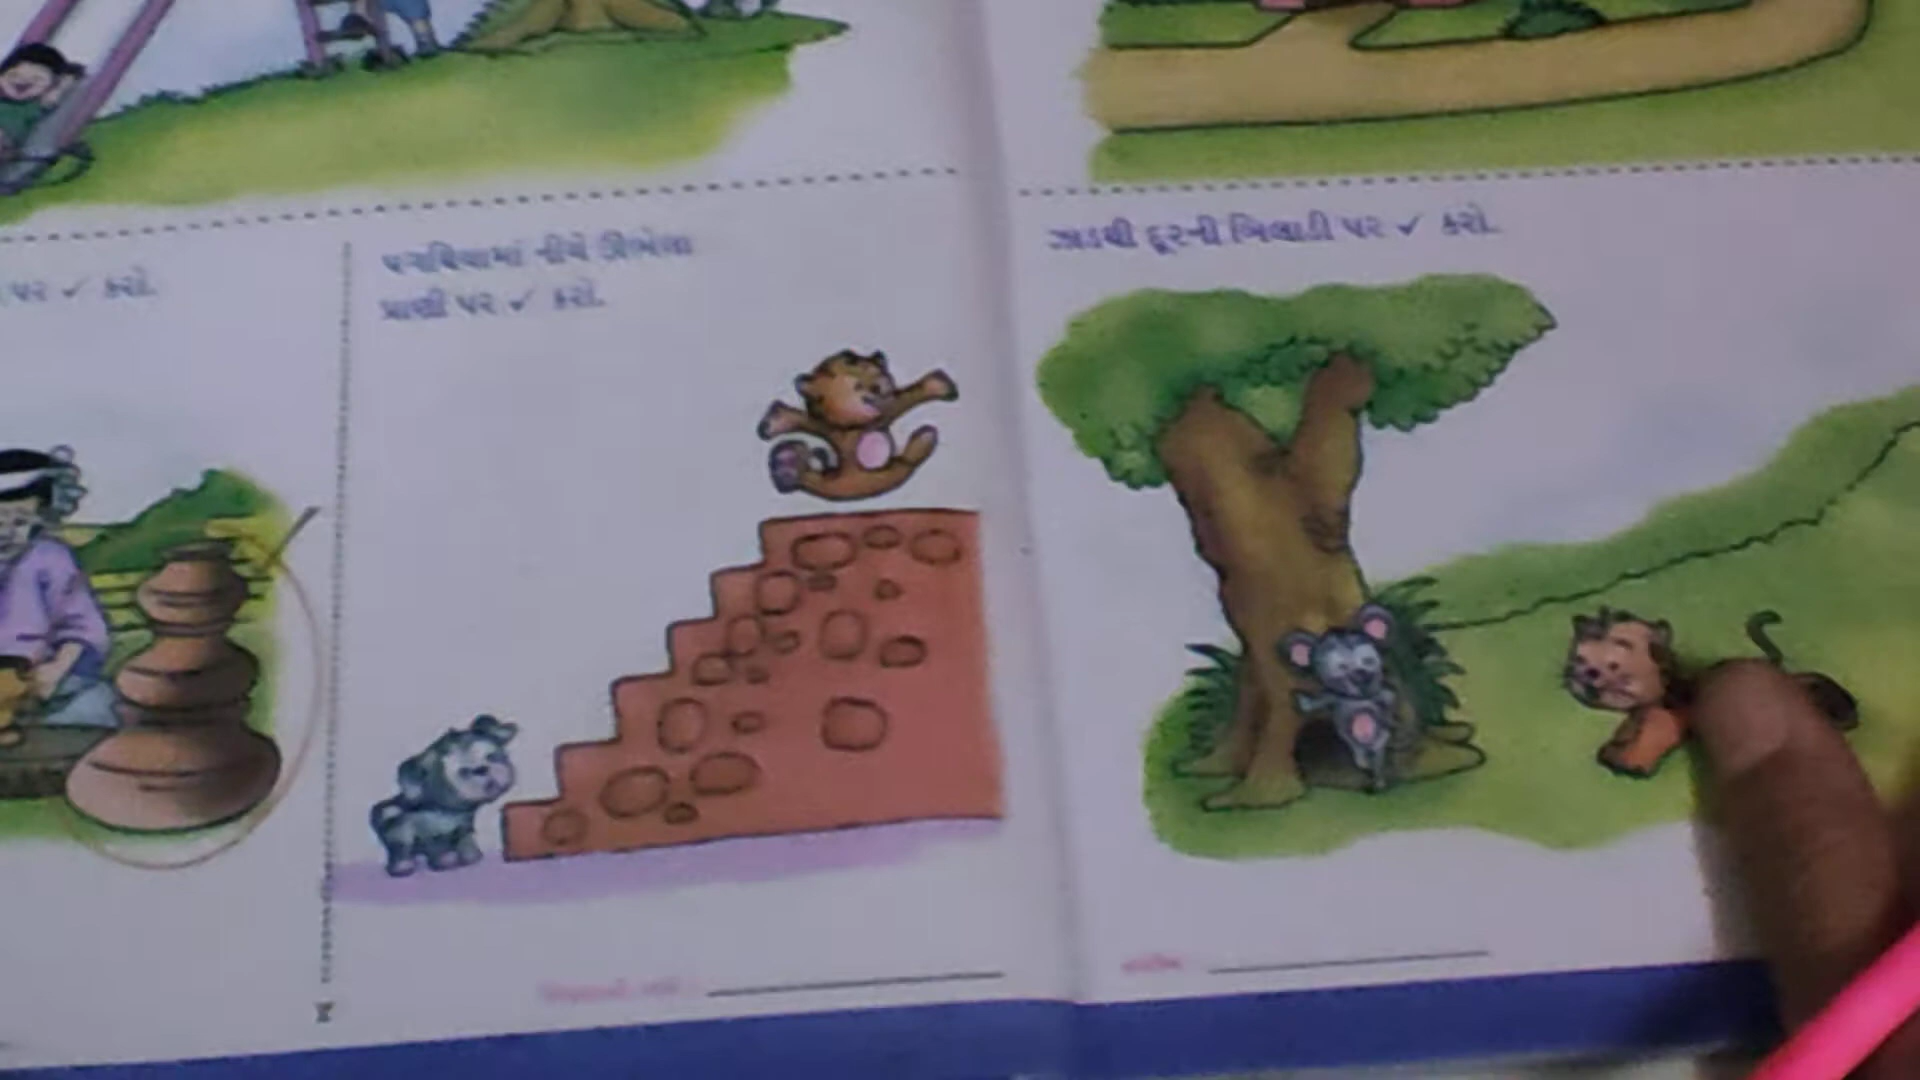 પર ✓ કરો.
પગથિયામાં નીચે ઊભેલા
પ્રાણી પર ✓ કરો.
ઝાડથી દૂરની બિલાડી પર ✓ કરો.